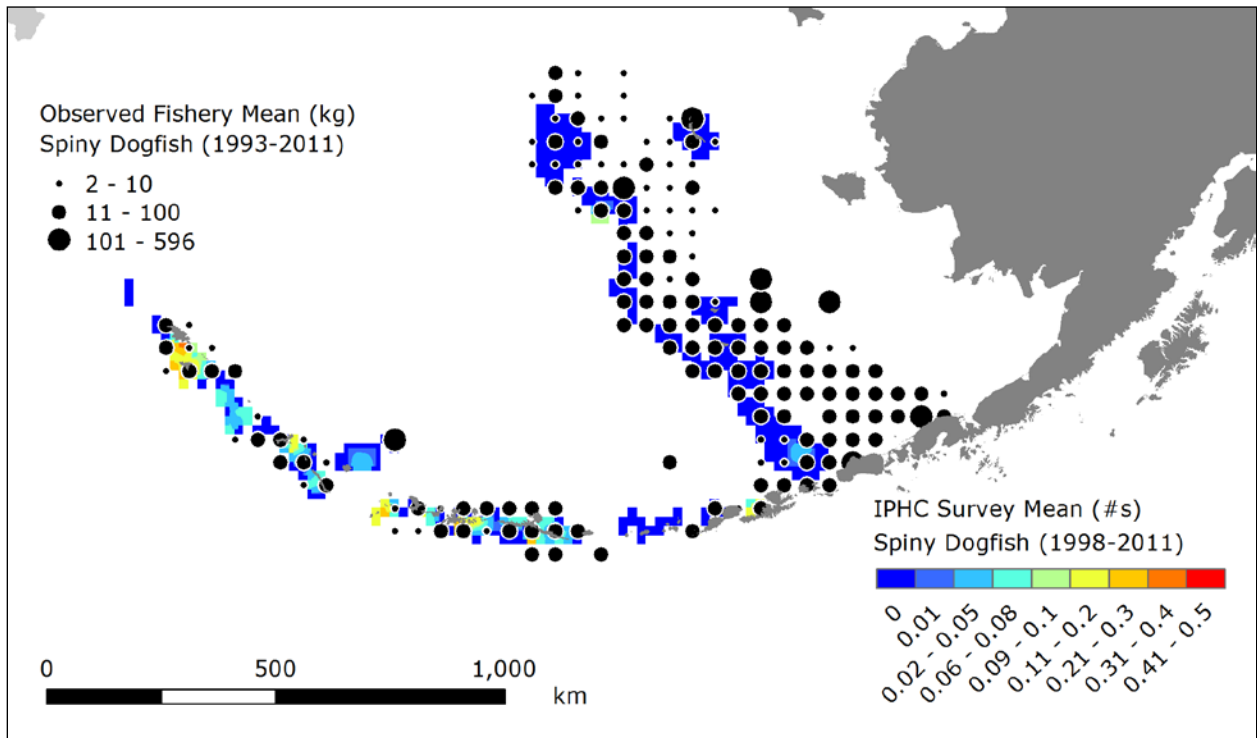 Observed Fishery Mean (kg)
Spiny Dogfish (1993-2011)
2 - 10
11 - 100
101 - 596
IPHC Survey Mean (#s)
Spiny Dogfish (1998-2011)
0
0.01
0.02 - 0.05
0.06 - 0.08
0.09 - 0.1
0.11 - 0.2
0.21 - 0.3
0.31 - 0.4
0.41 - 0.5
0 500 1,000
km